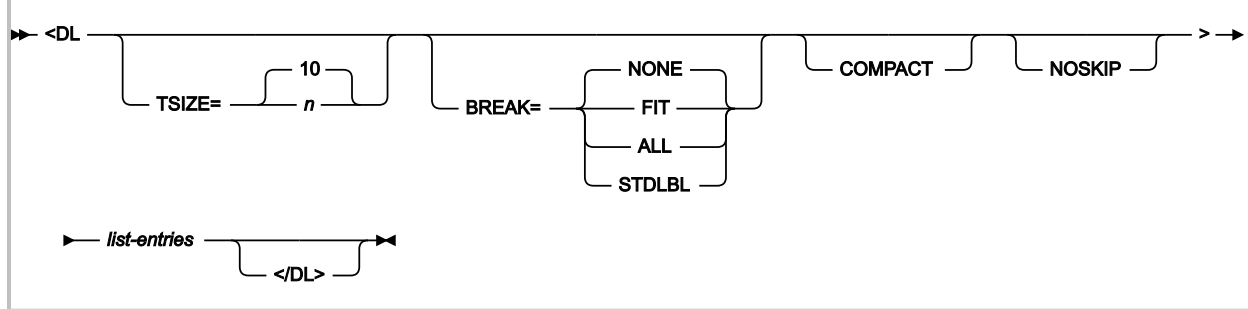 <DL
TSIZE=
10
n
BREAK=
NONE
FIT
ALL
STDLBL
COMPACT
NOSKIP
>
list-entries
</DL>